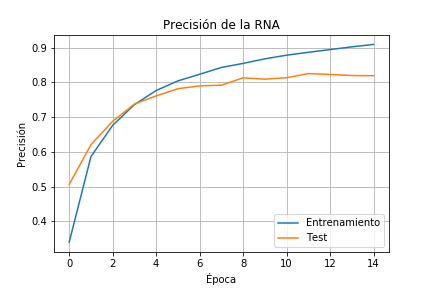 Precisión de la RNA
0.9
0.8
0.7
0.6
0.5
0.4
Precisión
Entrenamiento
Test
0 2 4 6 8 10 12 14
Época